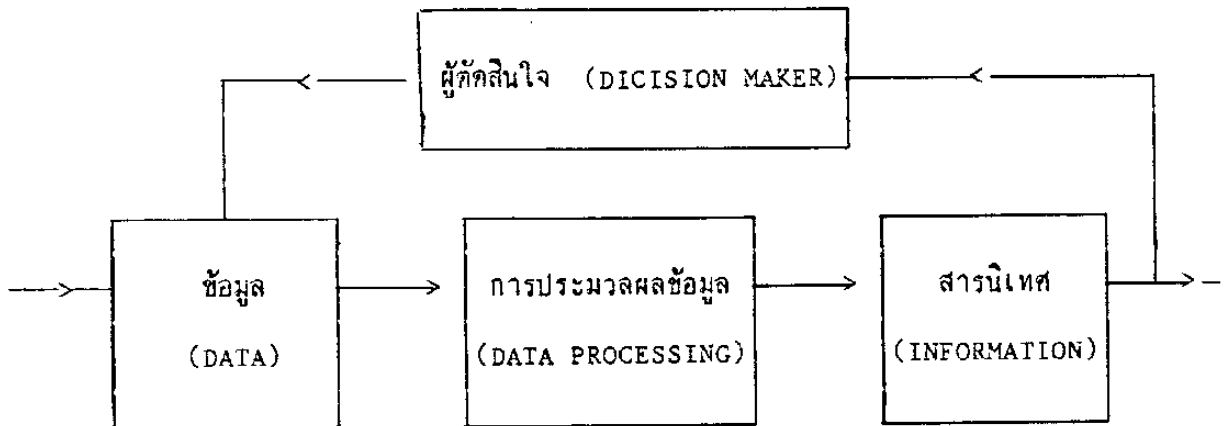 ผู้ตัดสินใจ (DICISION MAKER)
ข้อมูล
(DATA)
การประมวลผลข้อมูล
(DATA PROCESSING)
สารนิเทศ
(INFORMATION)